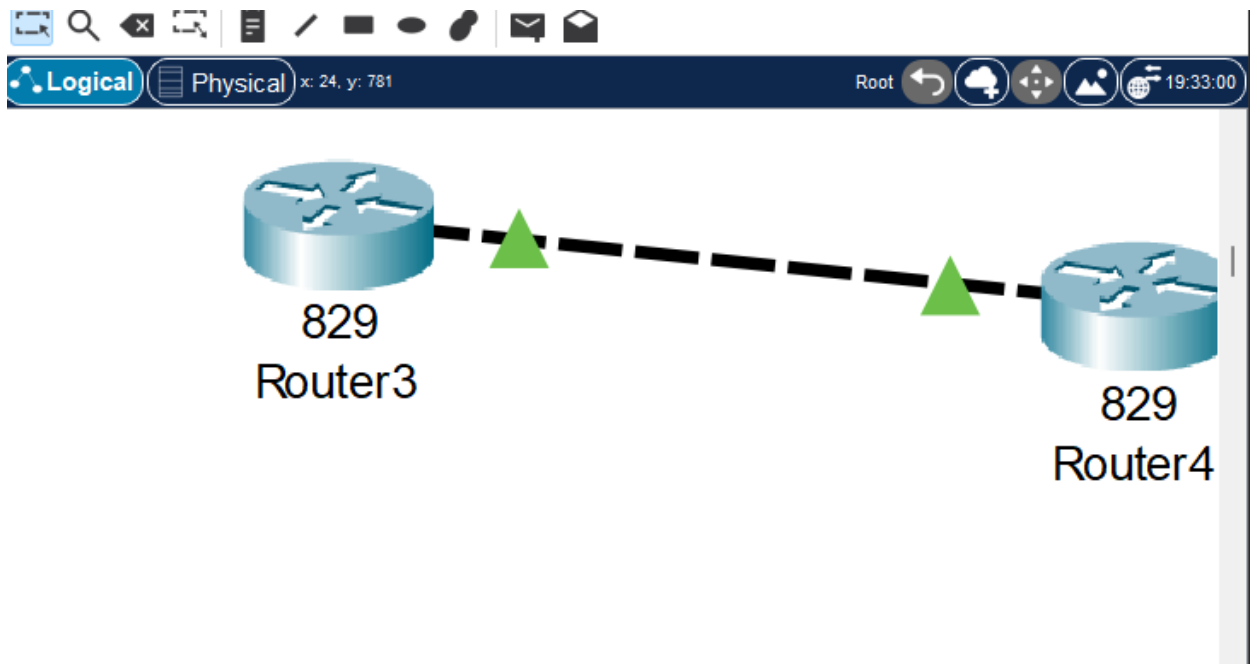 Logical Physical x: 24, y: 781 Root 19:33:00
829
Router3
829
Router4